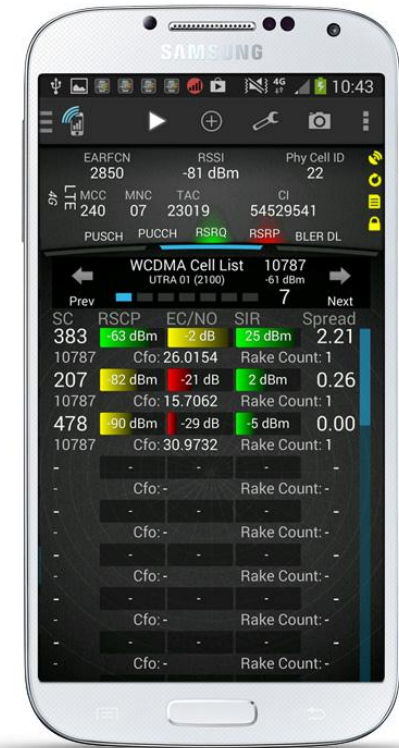 SAMSUNG
4G 10:43
EARFCN RSSI Phy Cell ID
2850 -81 dBm 22
4G LTE
MCC MNC TAC CI
240 07 23019 54529541
PUSCH PUCCH RSRQ RSRP BLER DL
WCDMA Cell List 10787
UTRA 01 (2100) -61 dBm
Prev 7 Next
SC RSCP EC/NO SIR Spread
383 -63 dBm -2 dB 25 dBm 2.21
10787 Cfo: 26.0154 Rake Count: 1
207 -82 dBm -21 dB 2 dBm 0.26
10787 Cfo: 15.7062 Rake Count: 1
478 -90 dBm -29 dB -5 dBm 0.00
10787 Cfo: 30.9732 Rake Count: 1
- - - - -
- Cfo: - Rake Count: -
- - - - -
- Cfo: - Rake Count: -
- - - - -
- Cfo: - Rake Count: -
- - - - -
- Cfo: - Rake Count: -
- - - - -
- Cfo: - Rake Count: -